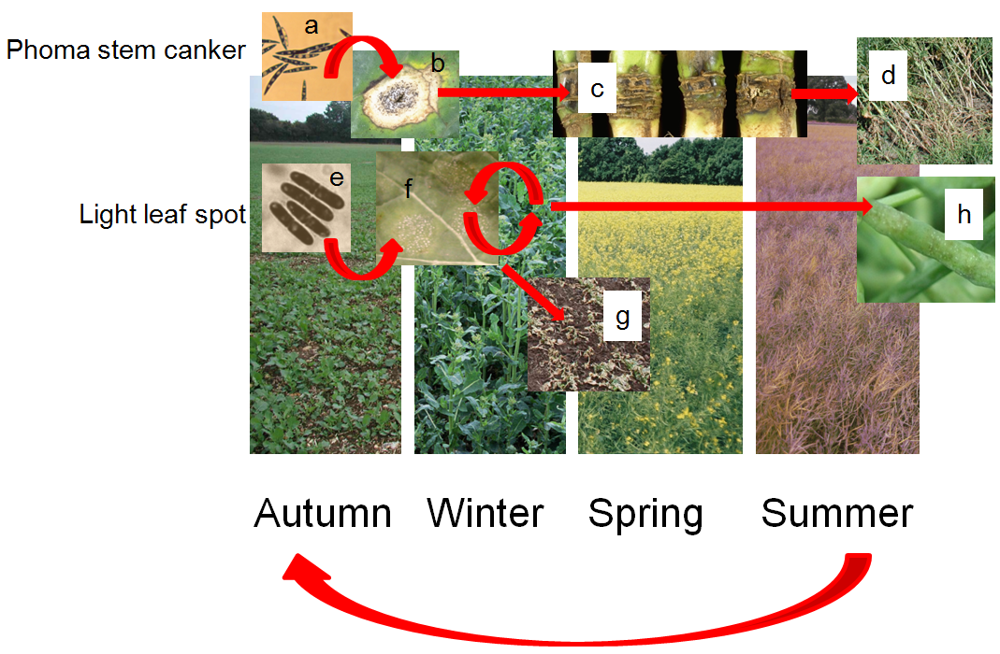 a
Phoma stem canker
b
c
d
e
f
Light leaf spot
h
g
Autumn Winter Spring Summer